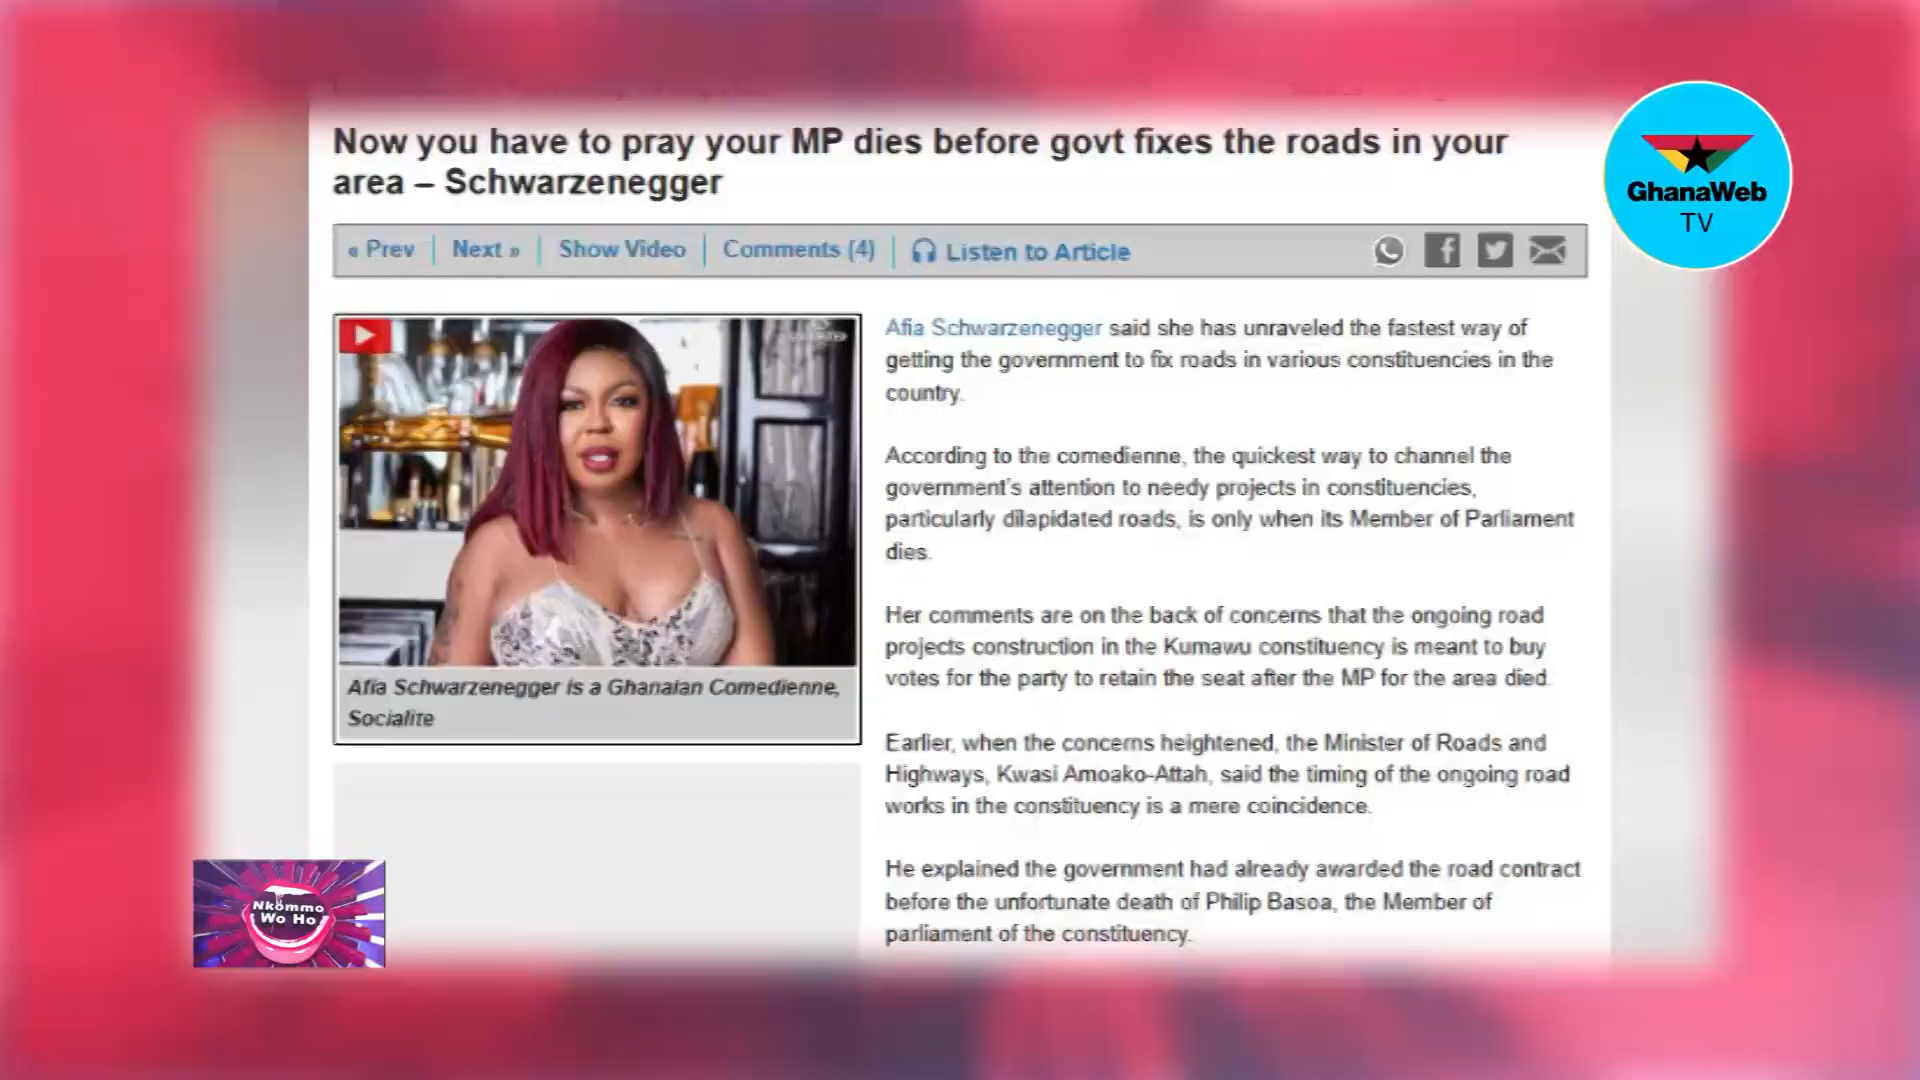 Now you have to pray your MP dies before govt fixes the roads in your
area – Schwarzenegger
« Prev
Next »
Show Video
Comments (4)
Listen to Article
Afia Schwarzenegger is a Ghanaian Comedienne,
Socialite
Afia Schwarzenegger said she has unraveled the fastest way of
getting the government to fix roads in various constituencies in the
country.
According to the comedienne, the quickest way to channel the
government's attention to needy projects in constituencies,
particularly dilapidated roads, is only when its Member of Parliament
dies.
Her comments are on the back of concerns that the ongoing road
projects construction in the Kumawu constituency is meant to buy
votes for the party to retain the seat after the MP for the area died.
Earlier, when the concerns heightened, the Minister of Roads and
Highways, Kwasi Amoako-Attah, said the timing of the ongoing road
works in the constituency is a mere coincidence.
He explained the government had already awarded the road contract
before the unfortunate death of Philip Basoa, the Member of
parliament of the constituency.
GhanaWeb
TV
Nkommo
Wo Ho